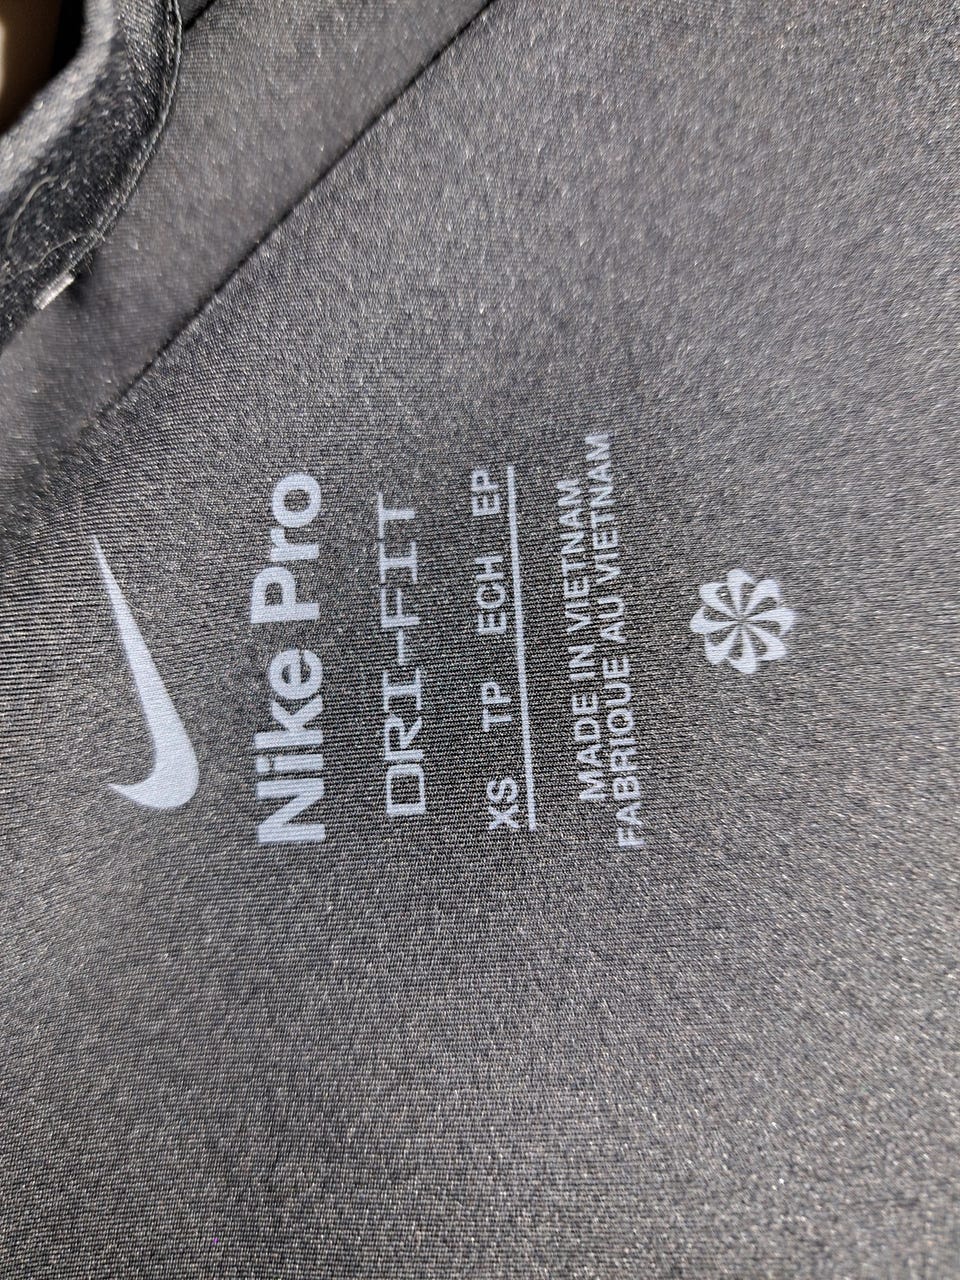 Nike Pro
DRI-FIT
XS TP ECH EP
MADE IN VIETNAM
FABRIQUE AU VIETNAM